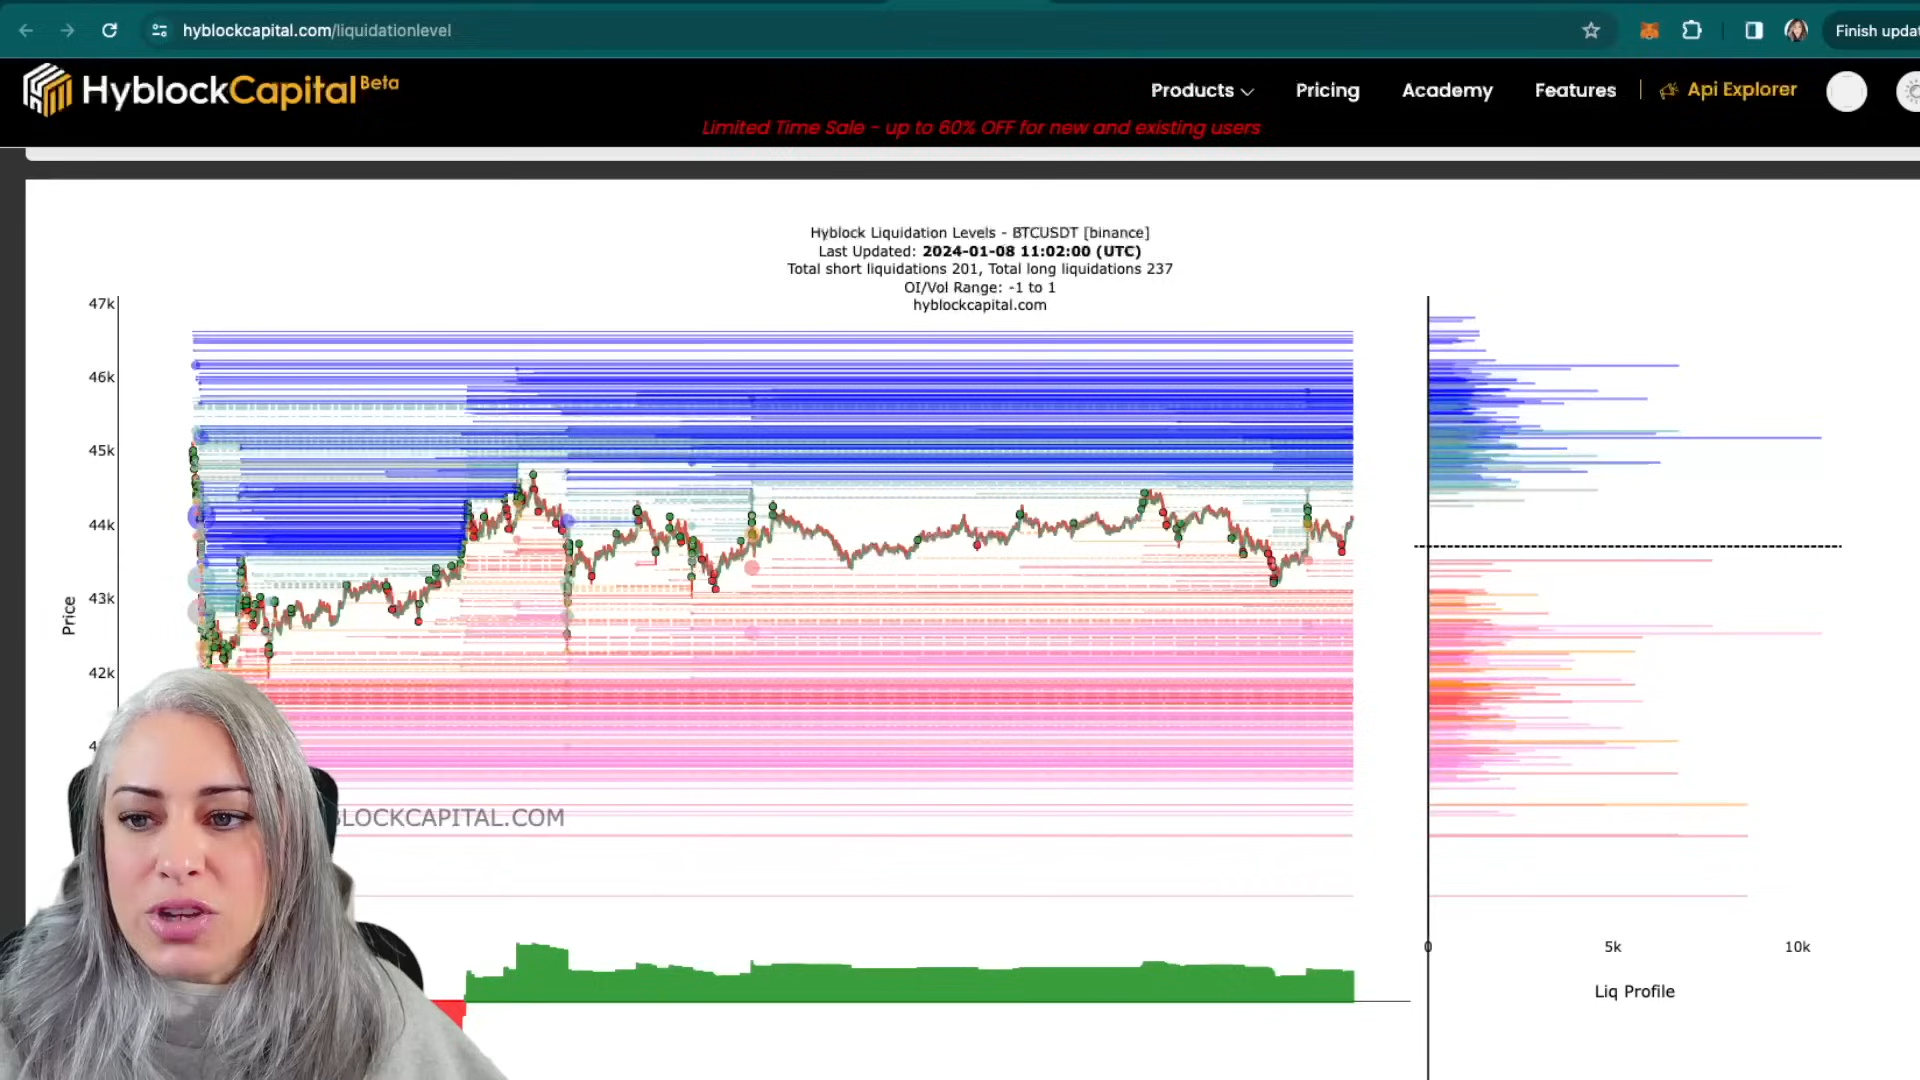 hyblockcapital.com/liquidationlevel
Finish
HyblockCapital Beta
Products
Pricing
Academy
Features
Api Explorer
Limited Time Sale - up to 60% OFF for new and existing users
Hyblock Liquidation Levels - BTCUSDT [binance]
Last Updated: 2024-01-08 11:02:00 (UTC)
Total short liquidations 201, Total long liquidations 237
OI/Vol Range: -1 to 1
hyblockcapital.com
47k
46k
45k
44k
43k
42k
Price
BLOCKCAPITAL.COM
0
5k
10k
Liq Profile